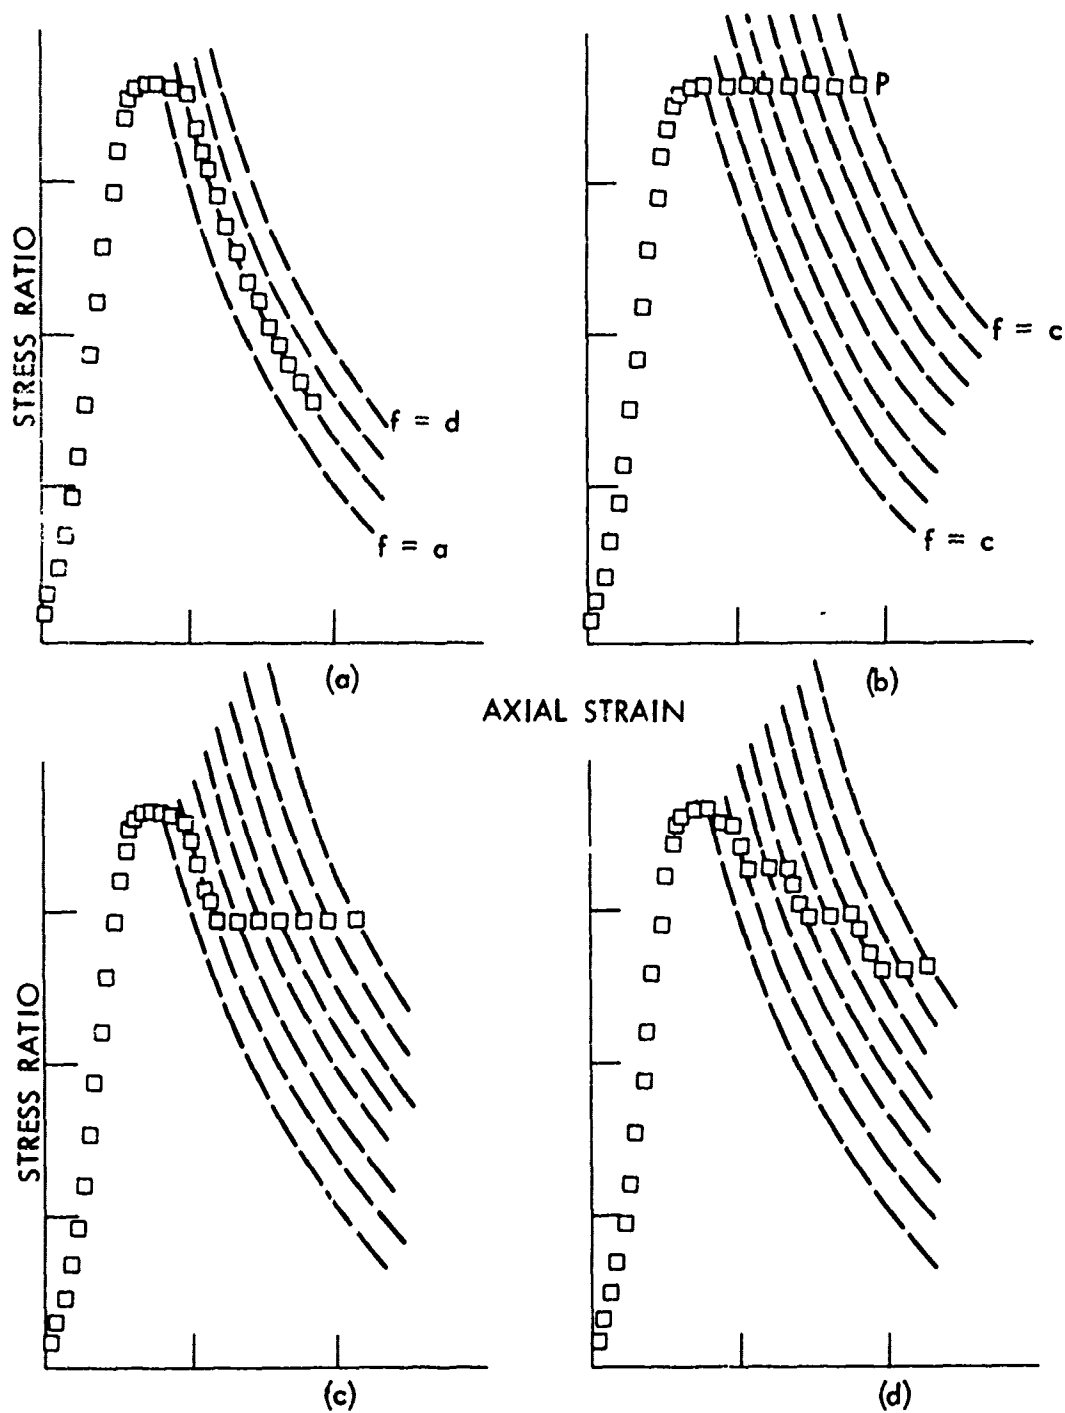 STRESS RATIO
f = d
f = a
(a)
P
f = c
f = c
(b)
AXIAL STRAIN
STRESS RATIO
(c)
(d)